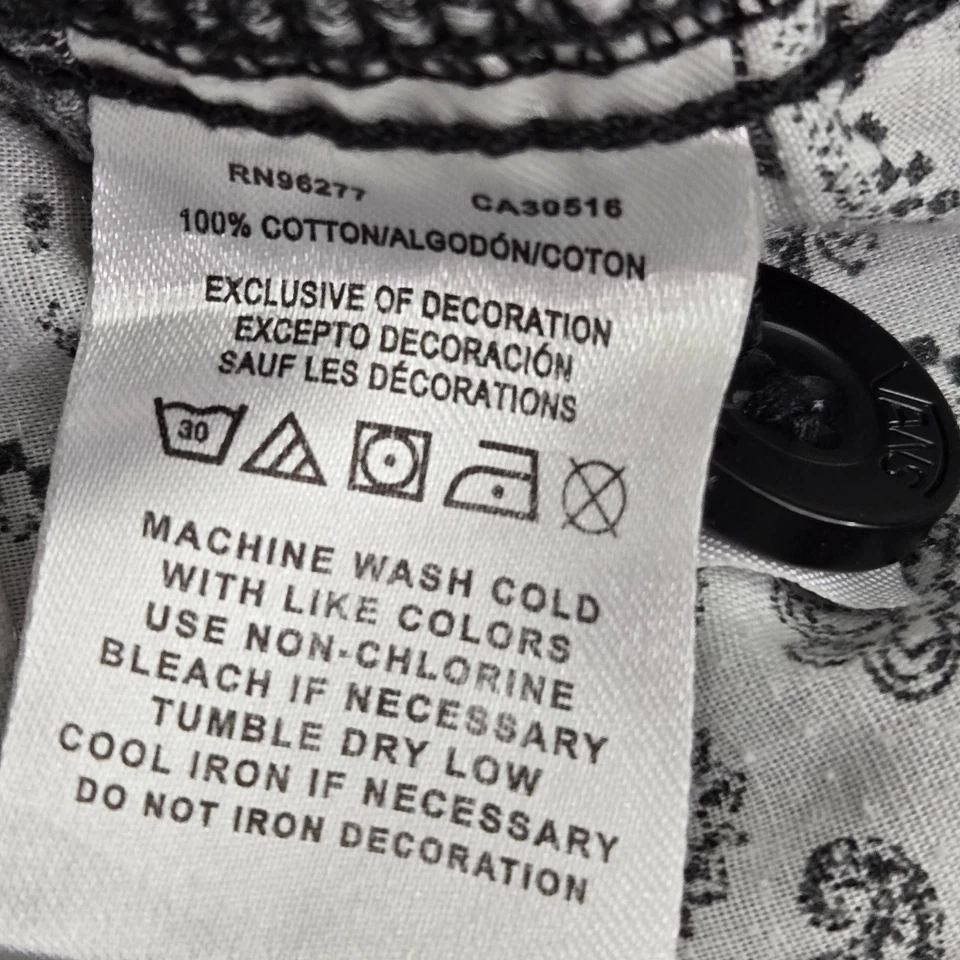 RN96277 CA30516
100% COTTON/ALGODÓN/COTON
EXCLUSIVE OF DECORATION
EXCEPTO DECORACIÓN
SAUF LES DÉCORATIONS
30
MACHINE WASH COLD
WITH LIKE COLORS
USE NON-CHLORINE
BLEACH IF NECESSARY
TUMBLE DRY LOW
COOL IRON IF NECESSARY
DO NOT IRON DECORATION
VANS